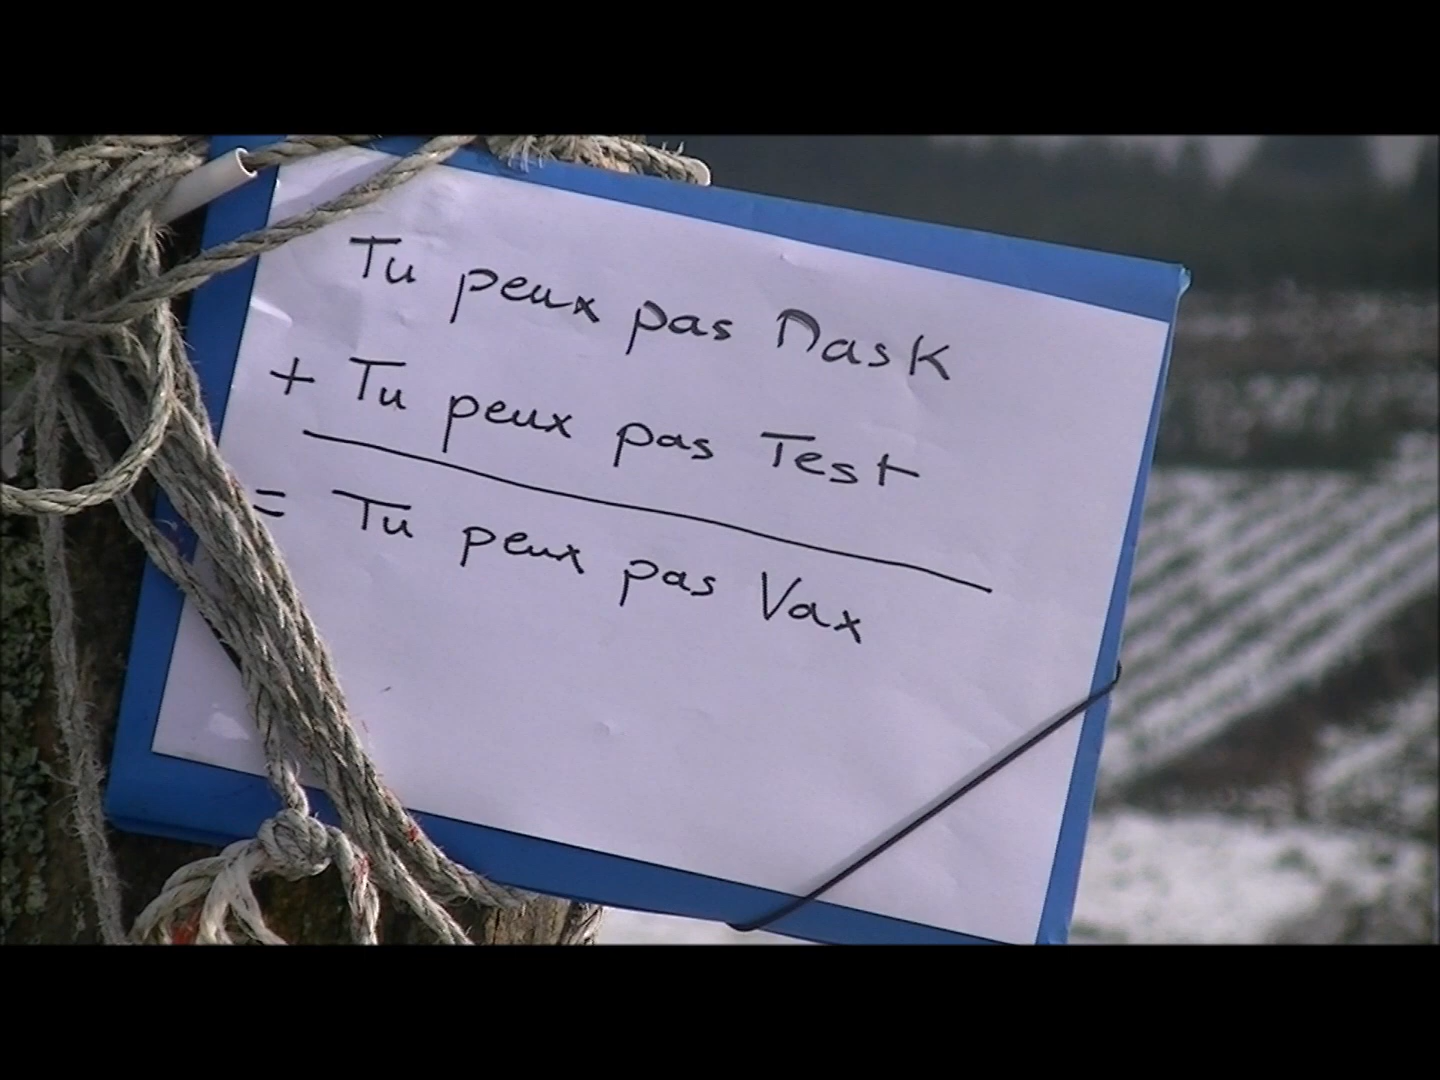 Tu peux pas Mask
+ Tu peux pas Test
= Tu peux pas Vax